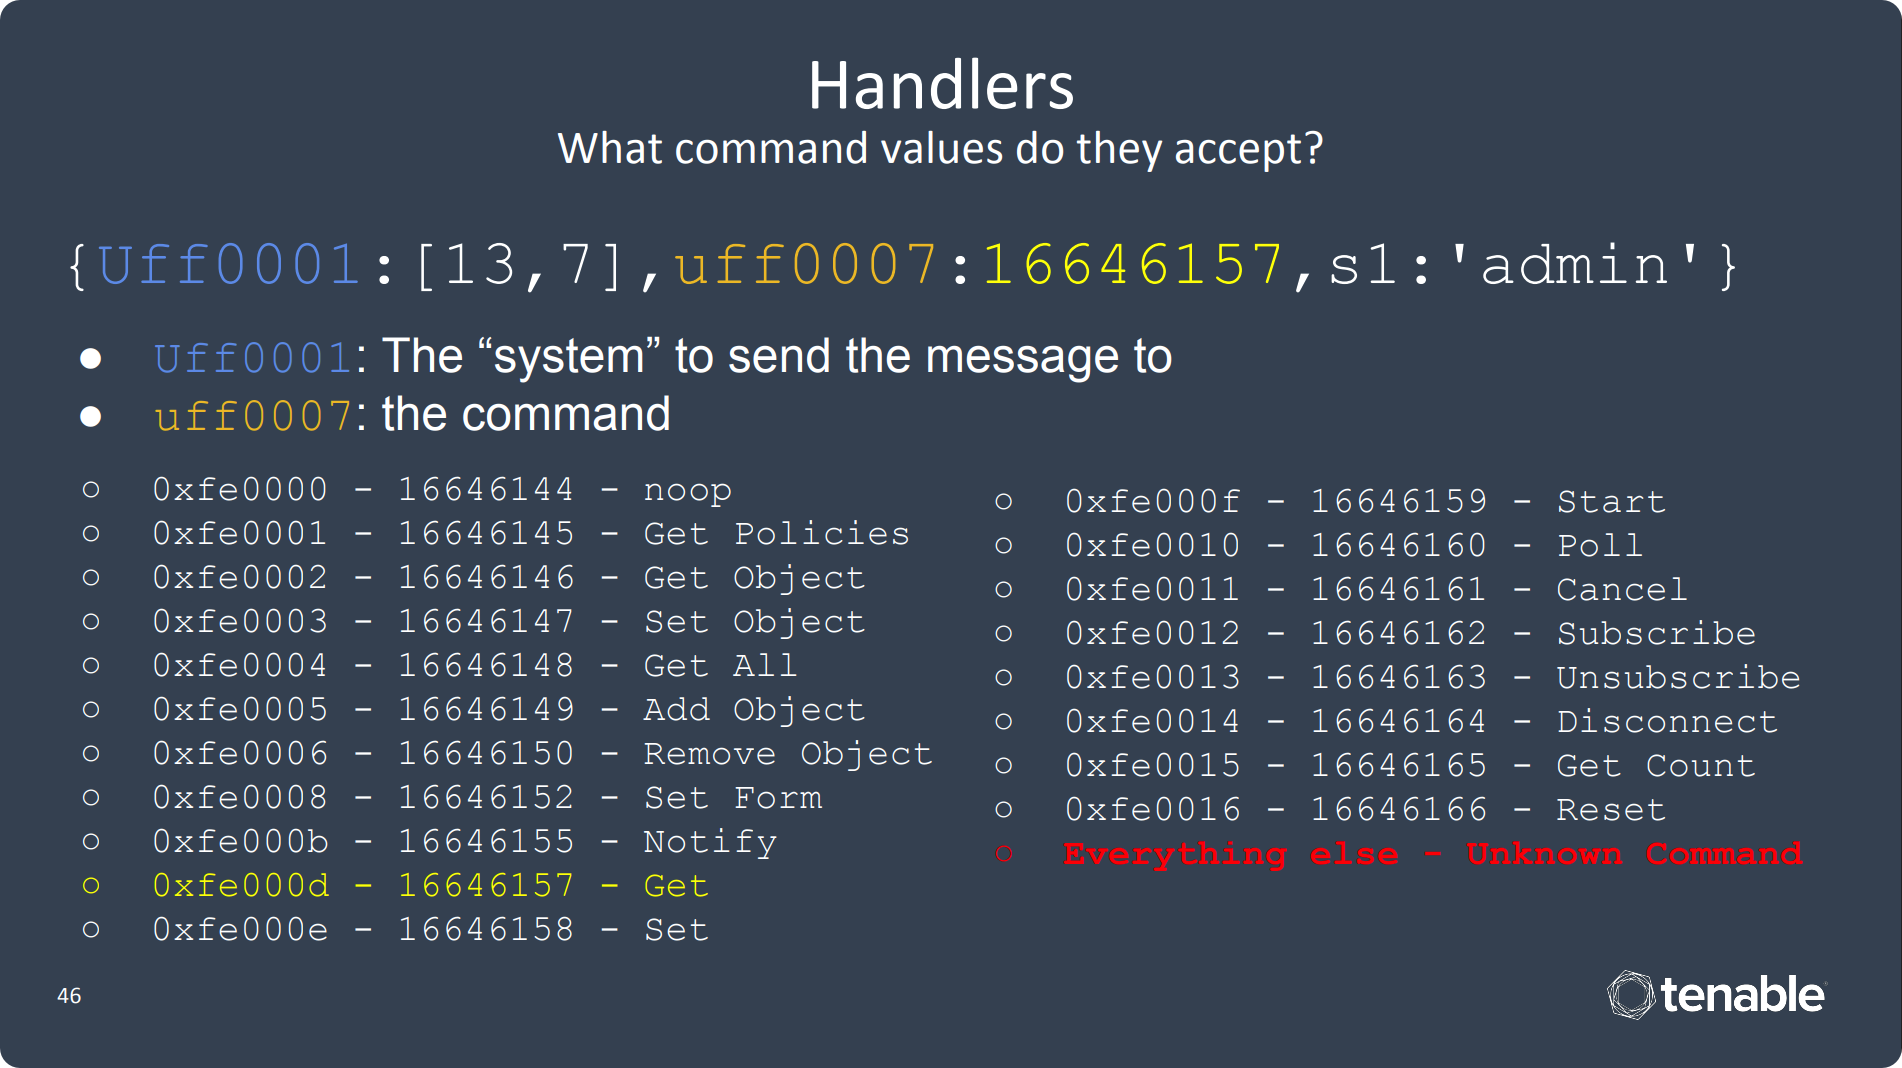 Handlers
What command values do they accept?
{Uff0001:[13,7],uff0007:16646157,s1:'admin'}
● Uff0001: The “system” to send the message to
● uff0007: the command
○ 0xfe0000 - 16646144 - noop
○ 0xfe0001 - 16646145 - Get Policies
○ 0xfe0002 - 16646146 - Get Object
○ 0xfe0003 - 16646147 - Set Object
○ 0xfe0004 - 16646148 - Get All
○ 0xfe0005 - 16646149 - Add Object
○ 0xfe0006 - 16646150 - Remove Object
○ 0xfe0008 - 16646152 - Set Form
○ 0xfe000b - 16646155 - Notify
○ 0xfe000d - 16646157 - Get
○ 0xfe000e - 16646158 - Set
○ 0xfe000f - 16646159 - Start
○ 0xfe0010 - 16646160 - Poll
○ 0xfe0011 - 16646161 - Cancel
○ 0xfe0012 - 16646162 - Subscribe
○ 0xfe0013 - 16646163 - Unsubscribe
○ 0xfe0014 - 16646164 - Disconnect
○ 0xfe0015 - 16646165 - Get Count
○ 0xfe0016 - 16646166 - Reset
○ Everything else - Unknown Command
46
tenable